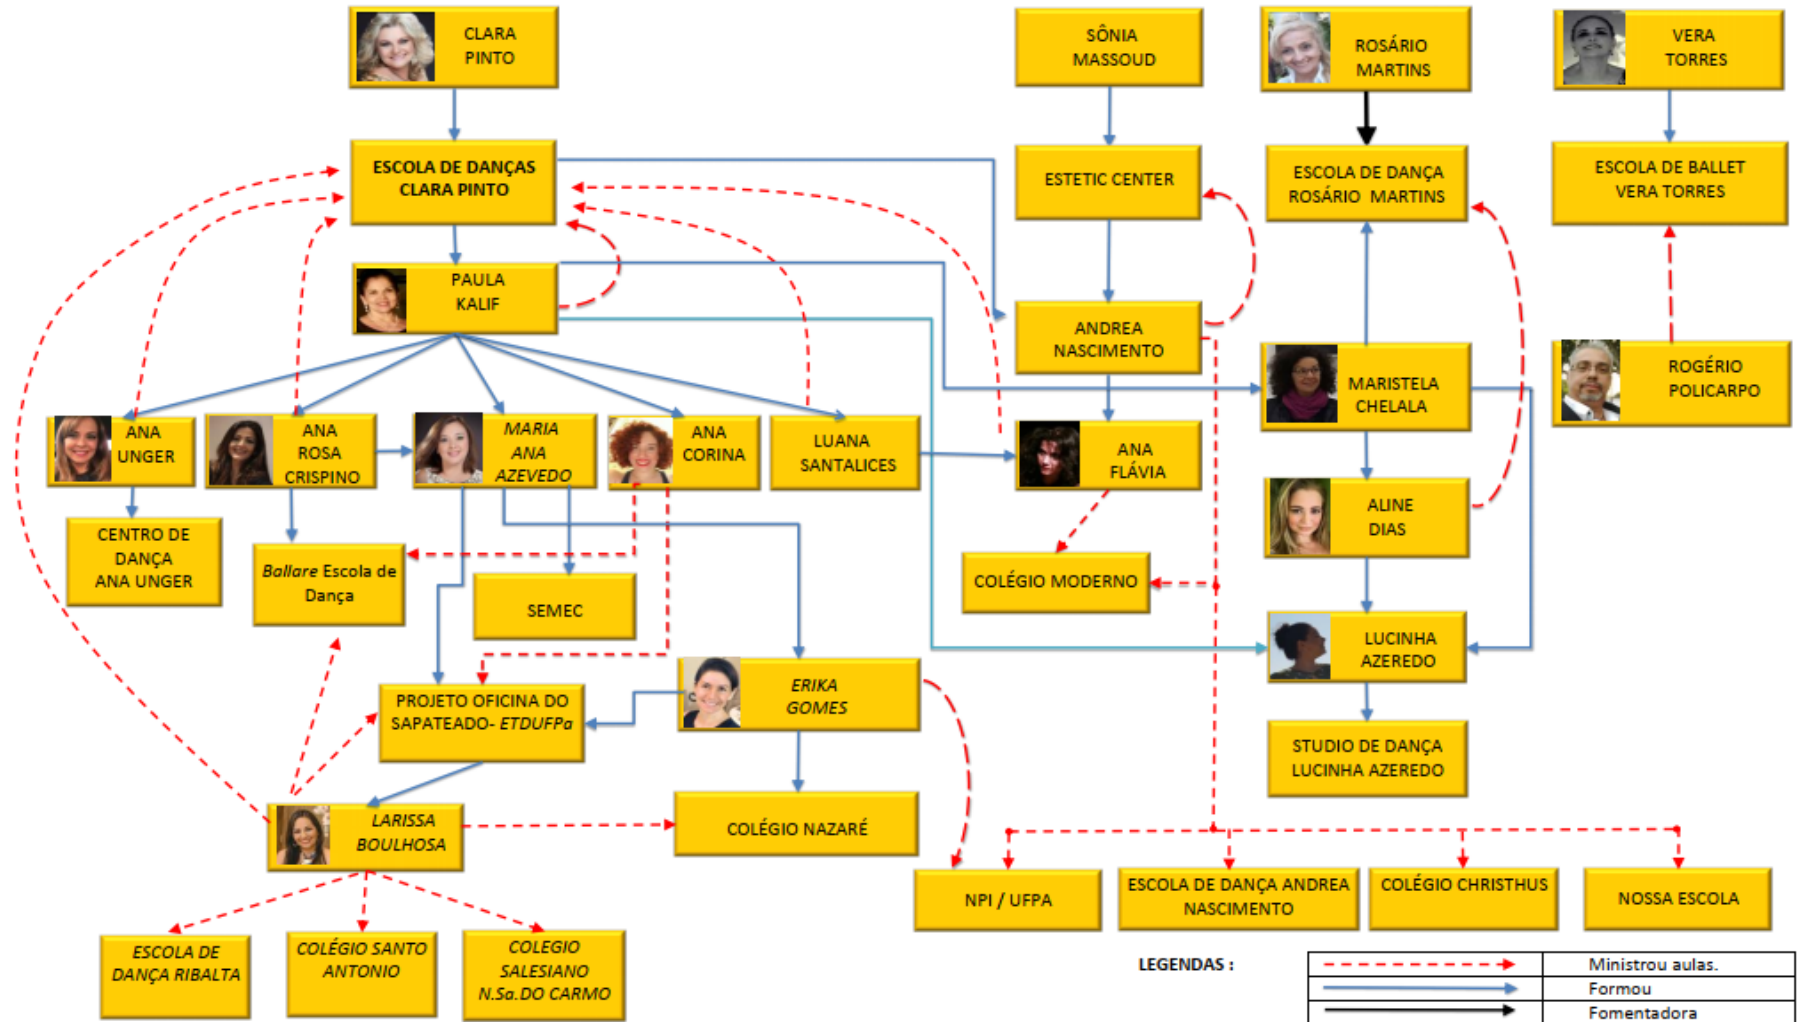 CLARA
PINTO
SÔNIA
MASSOUD
ROSÁRIO
MARTINS
VERA
TORRES
ESCOLA DE DANÇAS
CLARA PINTO
ESTETIC CENTER
ESCOLA DE DANÇA
ROSÁRIO MARTINS
ESCOLA DE BALLET
VERA TORRES
PAULA
KALIF
ANDREA
NASCIMENTO
MARISTELA
CHELALA
ROGÉRIO
POLICARPO
ANA
UNGER
ANA
ROSA
CRISPINO
MARIA
ANA
AZEVEDO
ANA
CORINA
LUANA
SANTALICES
ANA
FLÁVIA
ALINE
DIAS
CENTRO DE
DANÇA
ANA UNGER
Ballare Escola de
Dança
SEMEC
COLÉGIO MODERNO
LUCINHA
AZEREDO
PROJETO OFICINA DO
SAPATEADO- ETDUFPa
ERIKA
GOMES
STUDIO DE DANÇA
LUCINHA AZEREDO
LARISSA
BOULHOSA
COLÉGIO NAZARÉ
NPI / UFPA
ESCOLA DE DANÇA ANDREA
NASCIMENTO
COLÉGIO CHRISTHUS
NOSSA ESCOLA
ESCOLA DE
DANÇA RIBALTA
COLÉGIO SANTO
ANTONIO
COLEGIO
SALESIANO
N.Sa.DO CARMO
LEGENDAS :
Ministrou aulas.
Formou
Fomentadora